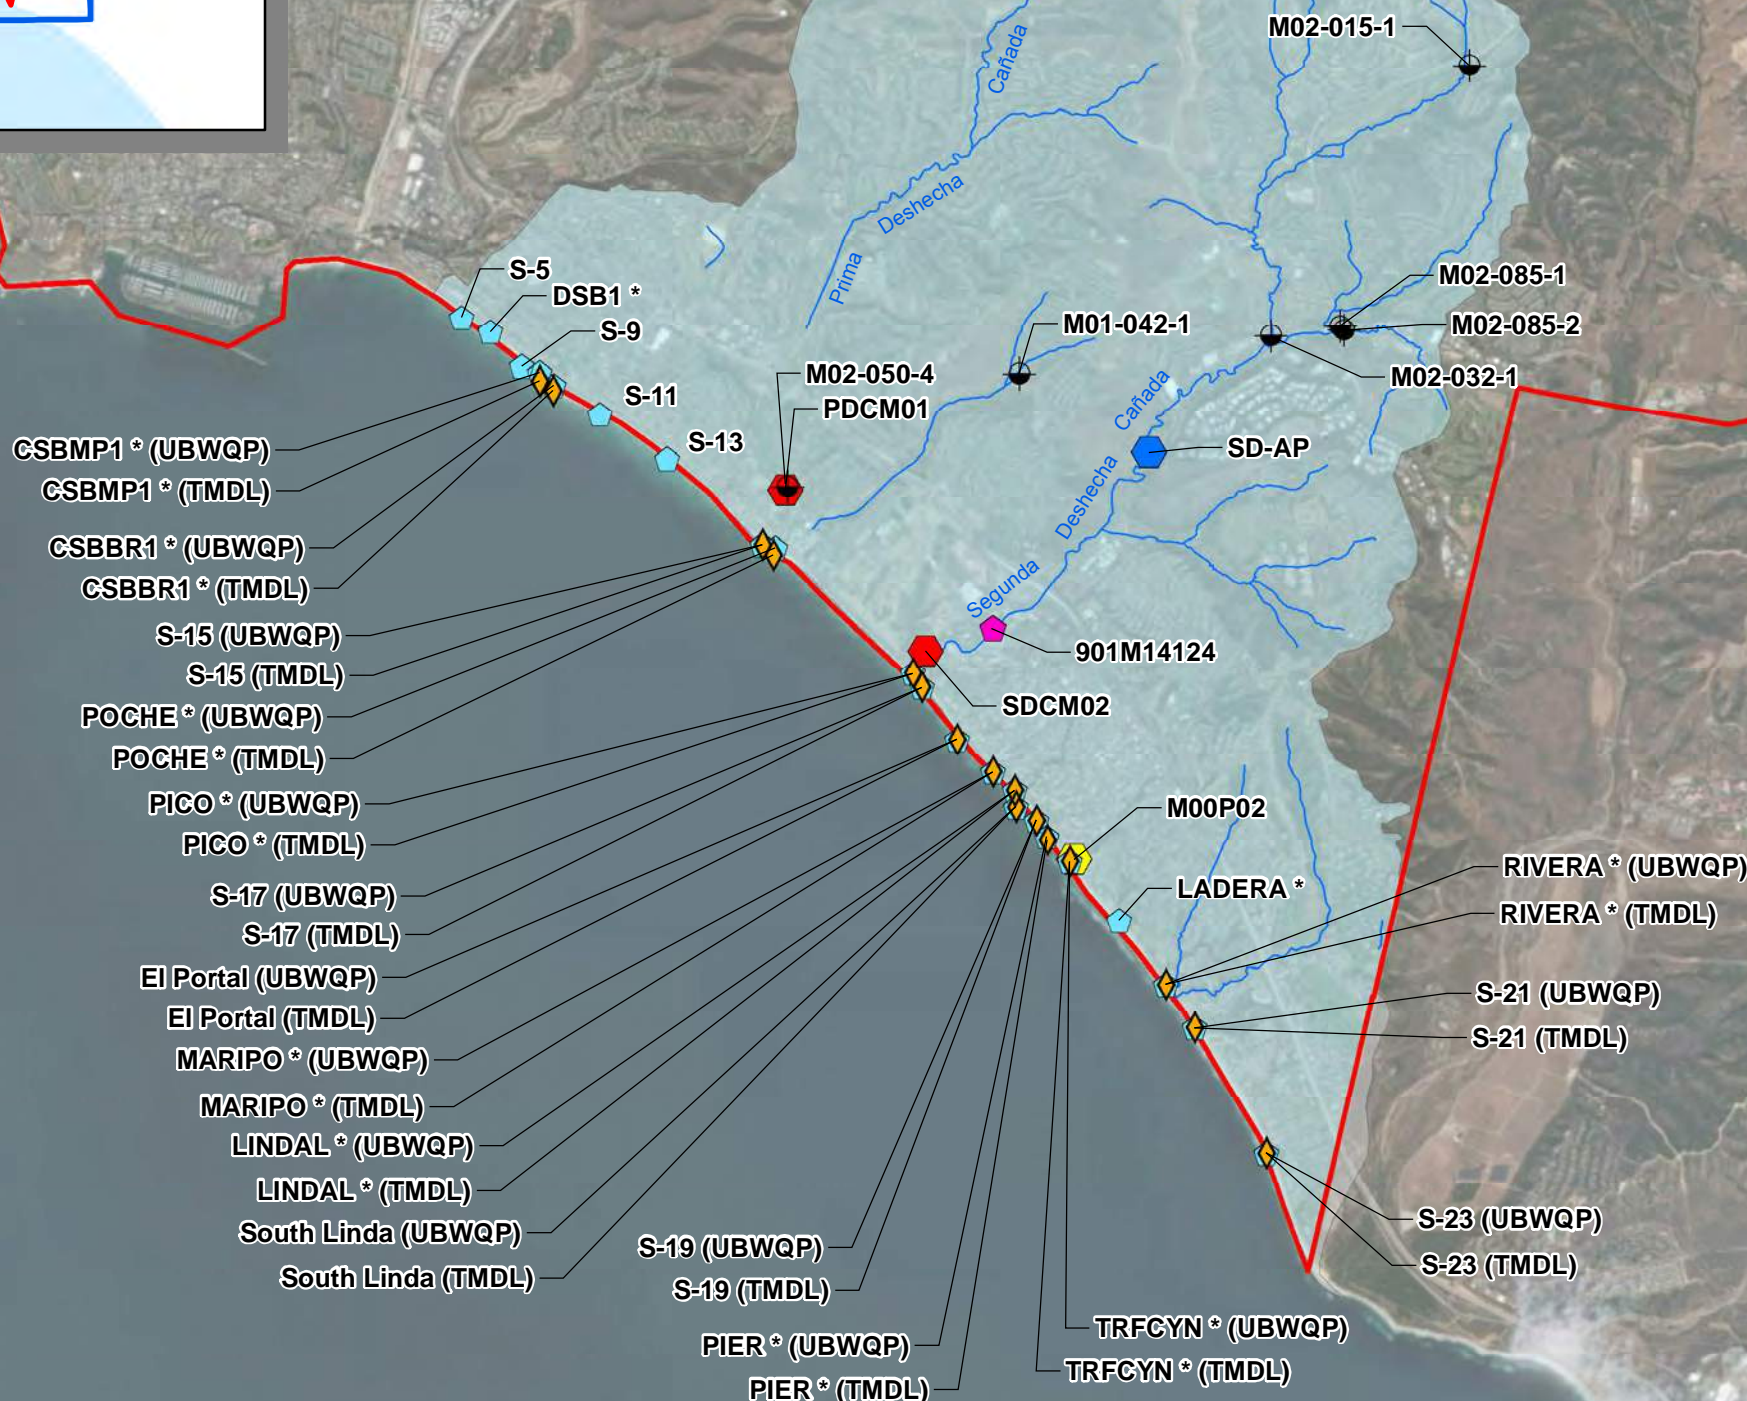 M02-015-1
Cañada
Deshecha
Prima
S-5
DSB1 *
S-9
M02-085-1
M01-042-1
M02-085-2
M02-050-4
M02-032-1
S-11
PDCM01
Cañada
Deshecha
Segunda
S-13
SD-AP
CSBMP1 * (UBWQP)
CSBMP1 * (TMDL)
CSBBR1 * (UBWQP)
CSBBR1 * (TMDL)
S-15 (UBWQP)
901M14124
S-15 (TMDL)
SDCM02
POCHE * (UBWQP)
POCHE * (TMDL)
PICO * (UBWQP)
M00P02
PICO * (TMDL)
RIVERA * (UBWQP)
LADERA *
S-17 (UBWQP)
RIVERA * (TMDL)
S-17 (TMDL)
El Portal (UBWQP)
S-21 (UBWQP)
El Portal (TMDL)
S-21 (TMDL)
MARIPO * (UBWQP)
MARIPO * (TMDL)
LINDAL * (UBWQP)
LINDAL * (TMDL)
S-23 (UBWQP)
South Linda (UBWQP)
S-19 (UBWQP)
S-23 (TMDL)
South Linda (TMDL)
S-19 (TMDL)
TRFCYN * (UBWQP)
PIER * (UBWQP)
TRFCYN * (TMDL)
PIER * (TMDL)